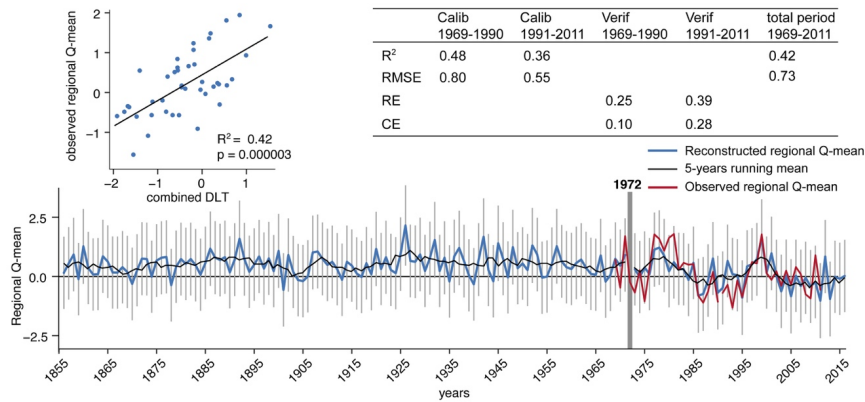 observed regional Q-mean
2
1
0
−1
−2 −1 0 1
combined DLT
R² = 0.42
p = 0.000003
Calib Calib Verif Verif total period
1969-1990 1991-2011 1969-1990 1991-2011 1969-2011
R² 0.48 0.36 0.42
RMSE 0.80 0.55 0.73
RE 0.25 0.39
CE 0.10 0.28
Reconstructed regional Q-mean
5-years running mean
Observed regional Q-mean
1972
Regional Q-mean
2.5
0.0
−2.5
1855 1865 1875 1885 1895 1905 1915 1925 1935 1945 1955 1965 1975 1985 1995 2005 2015
years